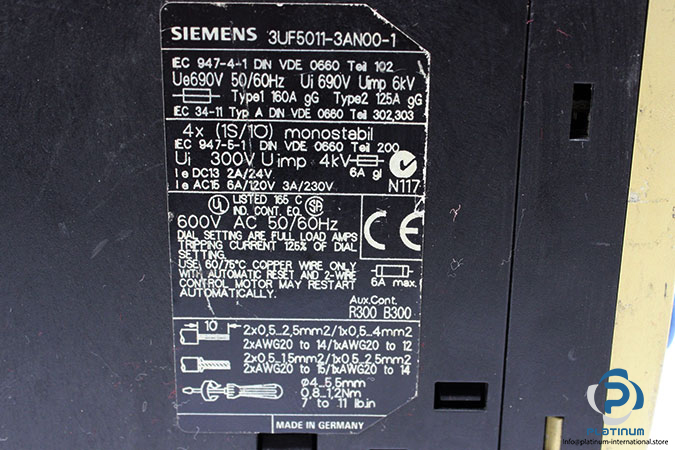 SIEMENS 3UF5011-3AN00-1
IEC 947-4-1 DIN VDE 0660 Teil 102
Ue690V 50/60Hz Ui 690V Uimp 6kV
Type1 160A gG Type2 125A gG
IEC 34-11 Typ A DIN VDE 0660 Teil 302,303
4x (1S/1Ö) monostabil
IEC 947-5-1 DIN VDE 0660 Teil 200
Ui 300V Uimp 4kV
6A gl
Ie DC13 2A/24V
Ie AC15 6A/120V 3A/230V
N117
UL LISTED 165 C
IND. CONT. EQ. SA
600V AC 50/60Hz
CE
DIAL SETTING ARE FULL LOAD AMPS
TRIPPING CURRENT 125% OF DIAL
SETTING.
USE 60/75°C COPPER WIRE ONLY
WITH AUTOMATIC RESET AND 2-WIRE
CONTROL MOTOR MAY RESTART
AUTOMATICALLY.
6A max.
Aux.Cont.
R300 B300
10
2x0,5...2,5mm2/1x0,5...4mm2
2xAWG20 to 14/1xAWG20 to 12
2x0,5...1,5mm2/1x0,5...2,5mm2
2xAWG20 to 15/1xAWG20 to 14
ø4...5,5mm
0,8...1,2Nm
7 to 11 lb.in
MADE IN GERMANY
PLATINUM
INTERNATIONAL
info@platinum-international.store